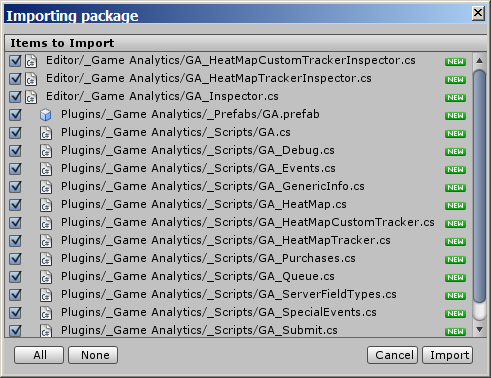 Importing package
Items to Import
Editor/_Game Analytics/GA_HeatMapCustomTrackerInspector.cs NEW
Editor/_Game Analytics/GA_HeatMapTrackerInspector.cs NEW
Editor/_Game Analytics/GA_Inspector.cs NEW
Plugins/_Game Analytics/_Prefabs/GA.prefab NEW
C# Plugins/_Game Analytics/_Scripts/GA.cs NEW
C# Plugins/_Game Analytics/_Scripts/GA_Debug.cs NEW
C# Plugins/_Game Analytics/_Scripts/GA_Events.cs NEW
C# Plugins/_Game Analytics/_Scripts/GA_GenericInfo.cs NEW
C# Plugins/_Game Analytics/_Scripts/GA_HeatMap.cs NEW
C# Plugins/_Game Analytics/_Scripts/GA_HeatMapCustomTracker.cs NEW
C# Plugins/_Game Analytics/_Scripts/GA_HeatMapTracker.cs NEW
C# Plugins/_Game Analytics/_Scripts/GA_Purchases.cs NEW
C# Plugins/_Game Analytics/_Scripts/GA_Queue.cs NEW
C# Plugins/_Game Analytics/_Scripts/GA_ServerFieldTypes.cs NEW
C# Plugins/_Game Analytics/_Scripts/GA_SpecialEvents.cs NEW
C# Plugins/_Game Analytics/_Scripts/GA_Submit.cs NEW
All None Cancel Import